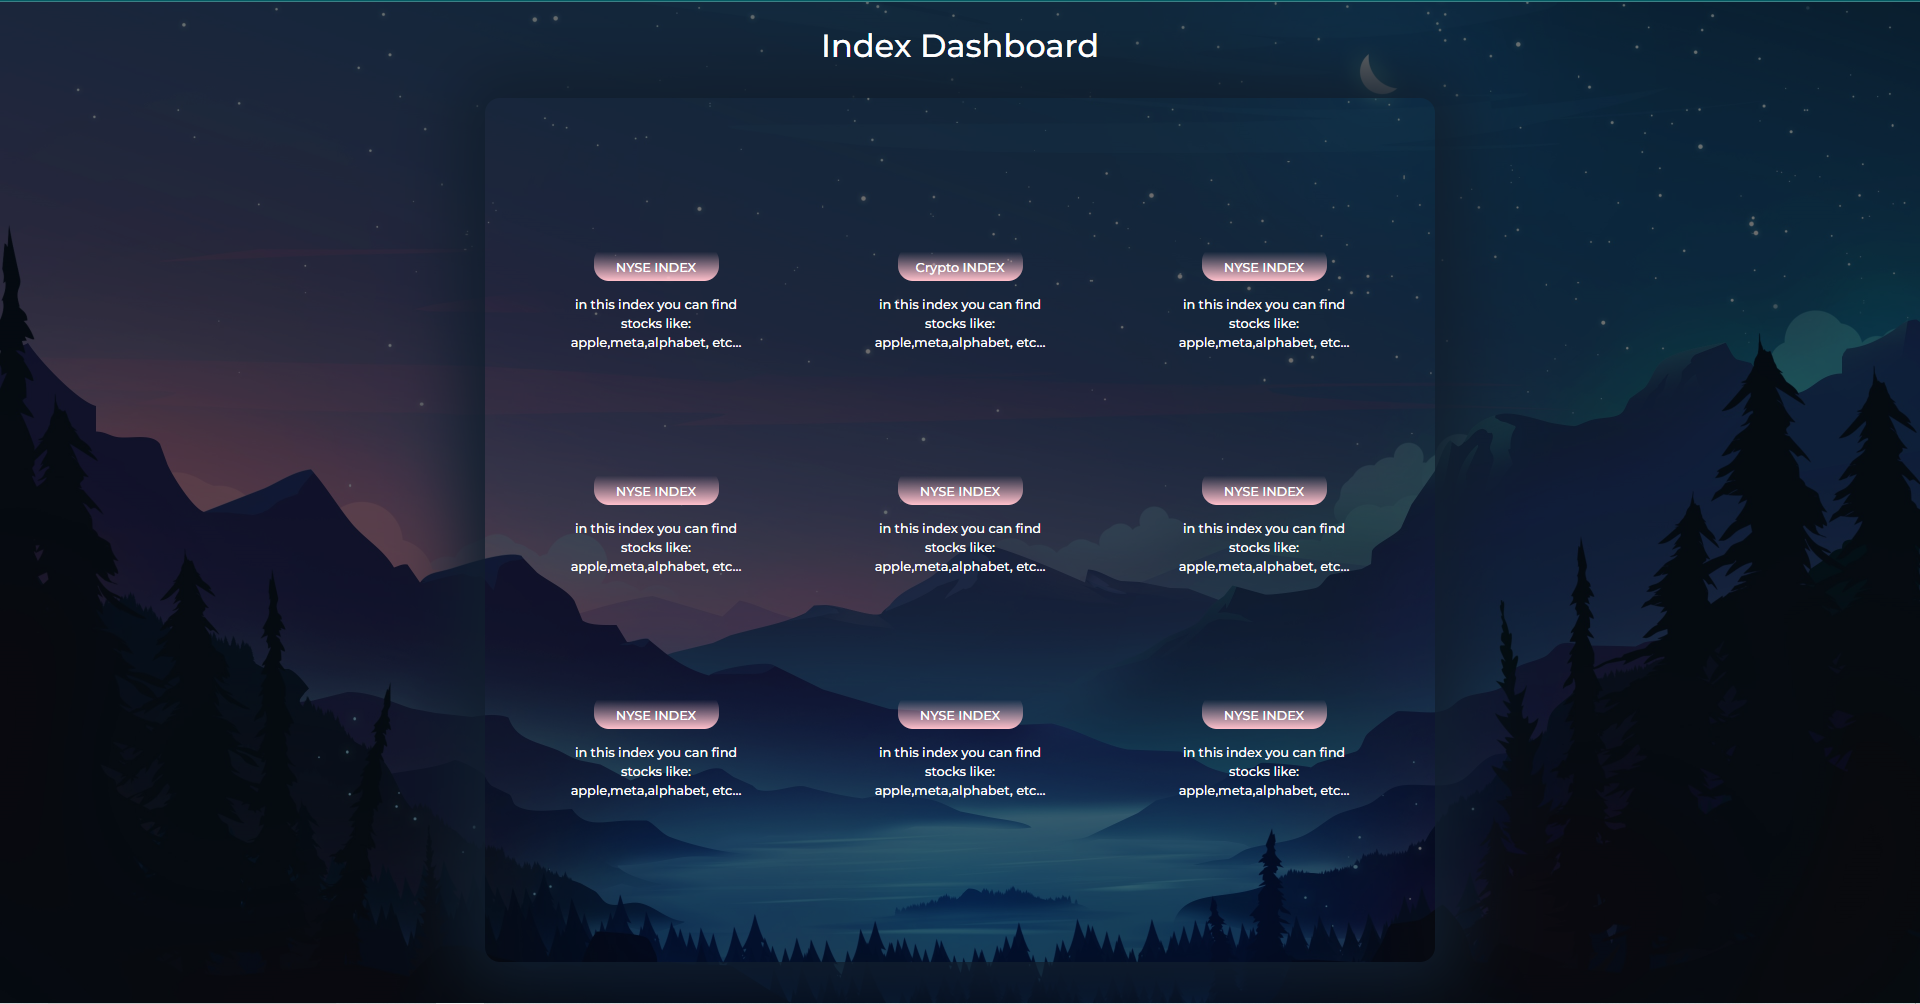 Index Dashboard
NYSE INDEX
in this index you can find
stocks like:
apple,meta,alphabet, etc...
Crypto INDEX
in this index you can find
stocks like:
apple,meta,alphabet, etc...
NYSE INDEX
in this index you can find
stocks like:
apple,meta,alphabet, etc...
NYSE INDEX
in this index you can find
stocks like:
apple,meta,alphabet, etc...
NYSE INDEX
in this index you can find
stocks like:
apple,meta,alphabet, etc...
NYSE INDEX
in this index you can find
stocks like:
apple,meta,alphabet, etc...
NYSE INDEX
in this index you can find
stocks like:
apple,meta,alphabet, etc...
NYSE INDEX
in this index you can find
stocks like:
apple,meta,alphabet, etc...
NYSE INDEX
in this index you can find
stocks like:
apple,meta,alphabet, etc...